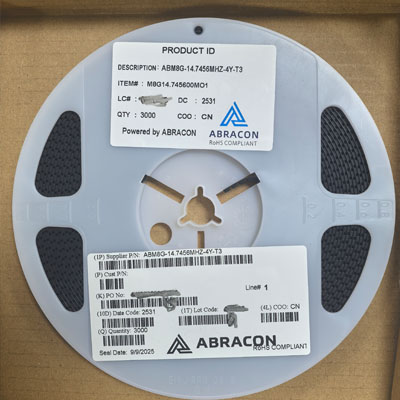 PRODUCT ID
DESCRIPTION: ABM8G-14.7456MHZ-4Y-T3
ITEM# : M8G14.745600MO1
LC# : DC : 2531
QTY : 3000 COO : CN
Powered by ABRACON
ABRACON
RoHS COMPLIANT
(1P) Supplier P/N: ABM8G-14.7456MHZ-4Y-T3
(P) Cust P/N:
(K) PO No:
Line# 1
(10D) Date Code: 2531 (1T) Lot Code: (4L) COO: CN
(Q) Quantity: 3000
Seal Date: 9/9/2025
ABRACON
RoHS COMPLIANT